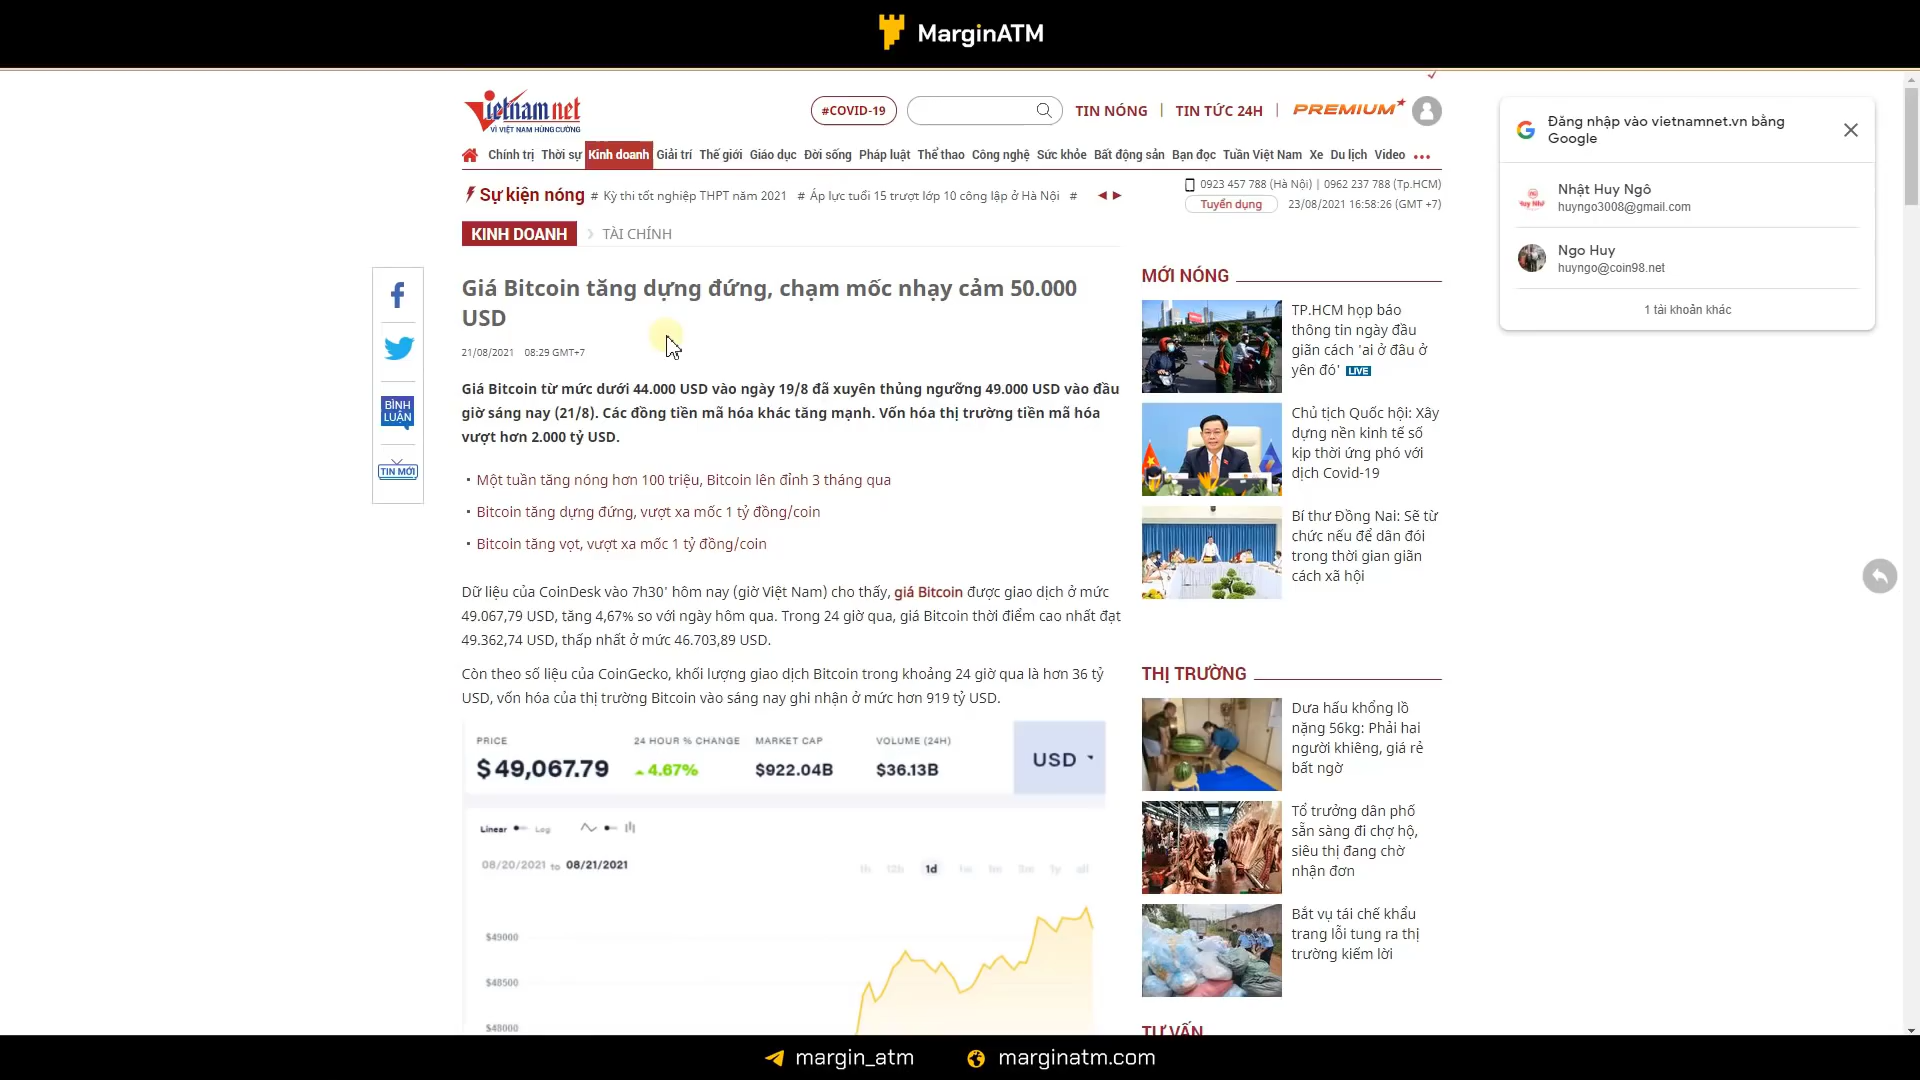 MarginATM
Vietnamnet
VÌ VIỆT NAM HÙNG CƯỜNG
#COVID-19
TIN NÓNG | TIN TỨC 24H | PREMIUM
Chính trị Thời sự Kinh doanh Giải trí Thế giới Giáo dục Đời sống Pháp luật Thể thao Công nghệ Sức khỏe Bất động sản Bạn đọc Tuần Việt Nam Xe Du lịch Video
Sự kiện nóng # Kỳ thi tốt nghiệp THPT năm 2021 # Áp lực tuổi 15 trượt lớp 10 công lập ở Hà Nội #
0923 457 788 (Hà Nội) | 0962 237 788 (Tp.HCM)
Tuyển dụng 23/08/2021 16:58:26 (GMT +7)
KINH DOANH TÀI CHÍNH
Giá Bitcoin tăng dựng đứng, chạm mốc nhạy cảm 50.000
USD
21/08/2021 08:29 GMT+7
Giá Bitcoin từ mức dưới 44.000 USD vào ngày 19/8 đã xuyên thủng ngưỡng 49.000 USD vào đầu
giờ sáng nay (21/8). Các đồng tiền mã hóa khác tăng mạnh. Vốn hóa thị trường tiền mã hóa
vượt hơn 2.000 tỷ USD.
Một tuần tăng nóng hơn 100 triệu, Bitcoin lên đỉnh 3 tháng qua
Bitcoin tăng dựng đứng, vượt xa mốc 1 tỷ đồng/coin
Bitcoin tăng vọt, vượt xa mốc 1 tỷ đồng/coin
Dữ liệu của CoinDesk vào 7h30' hôm nay (giờ Việt Nam) cho thấy, giá Bitcoin được giao dịch ở mức
49.067,79 USD, tăng 4,67% so với ngày hôm qua. Trong 24 giờ qua, giá Bitcoin thời điểm cao nhất đạt
49.362,74 USD, thấp nhất ở mức 46.703,89 USD.
Còn theo số liệu của CoinGecko, khối lượng giao dịch Bitcoin trong khoảng 24 giờ qua là hơn 36 tỷ
USD, vốn hóa của thị trường Bitcoin vào sáng nay ghi nhận ở mức hơn 919 tỷ USD.
PRICE 24 HOUR % CHANGE MARKET CAP VOLUME (24H)
$49,067.79 4.67% $922.04B $36.13B USD
Linear Log
08/20/2021 to 08/21/2021
1h 12h 1d 1w 1m 3m 1y all
$49000
$48500
$48000
BÌNH
LUẬN
TIN MỚI
MỚI NÓNG
TP.HCM họp báo
thông tin ngày đầu
giãn cách 'ai ở đâu ở
yên đó' LIVE
Chủ tịch Quốc hội: Xây
dựng nền kinh tế số
kịp thời ứng phó với
dịch Covid-19
Bí thư Đồng Nai: Sẽ từ
chức nếu để dân đói
trong thời gian giãn
cách xã hội
THỊ TRƯỜNG
Dưa hấu khổng lồ
nặng 56kg: Phải hai
người khiêng, giá rẻ
bất ngờ
Tổ trưởng dân phố
sẵn sàng đi chợ hộ,
siêu thị đang chờ
nhận đơn
Bắt vụ tái chế khẩu
trang lỗi tung ra thị
trường kiếm lời
TƯ VẤN
Đăng nhập vào vietnamnet.vn bằng
Google
Nhật Huy Ngô
huyngo3008@gmail.com
Ngo Huy
huyngo@coin98.net
1 tài khoản khác
margin_atm marginatm.com